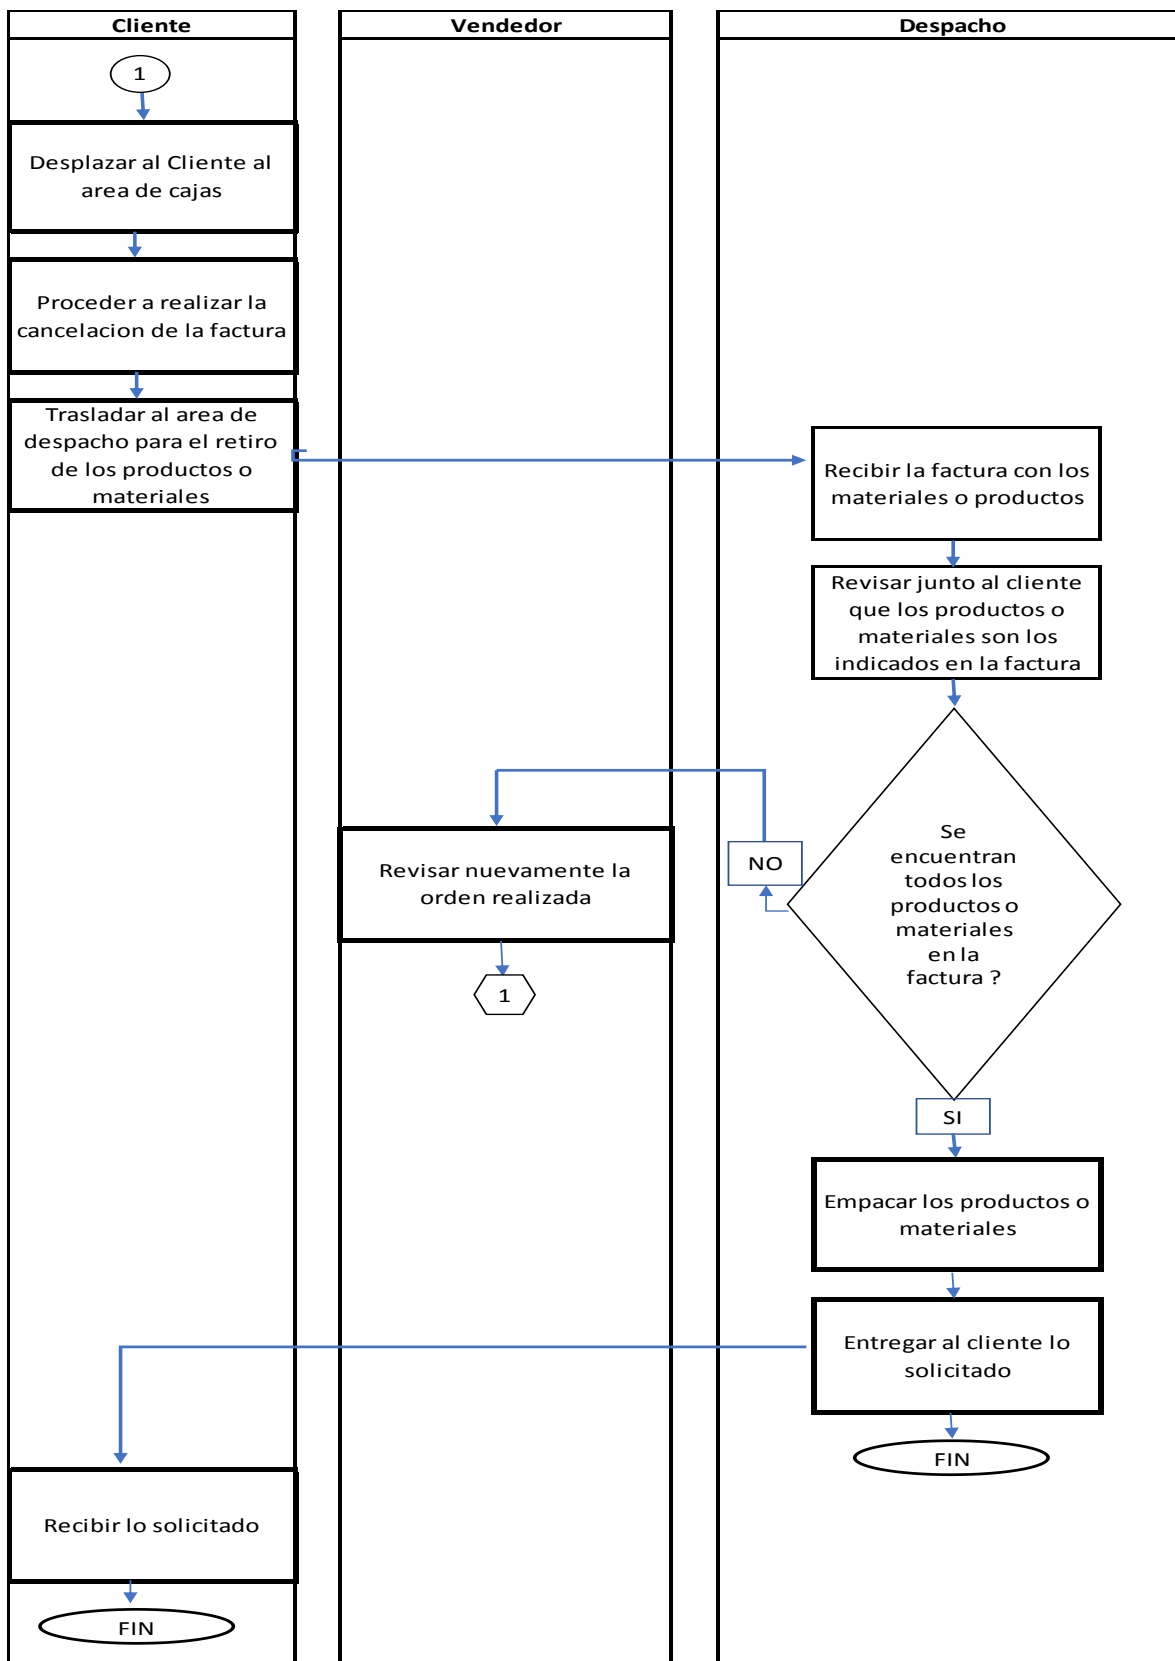 Cliente
Vendedor
Despacho
1
Desplazar al Cliente al
area de cajas
Proceder a realizar la
cancelacion de la factura
Trasladar al area de
despacho para el retiro
de los productos o
materiales
Recibir la factura con los
materiales o productos
Revisar junto al cliente
que los productos o
materiales son los
indicados en la factura
Se
encuentran
todos los
productos o
materiales
en la
factura ?
NO
Revisar nuevamente la
orden realizada
1
SI
Empacar los productos o
materiales
Entregar al cliente lo
solicitado
FIN
Recibir lo solicitado
FIN